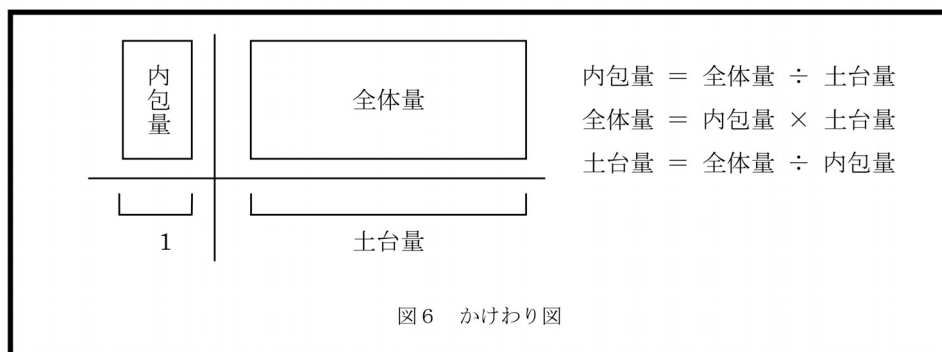 内包量
全体量
1
土台量
内包量 = 全体量 ÷ 土台量
全体量 = 内包量 × 土台量
土台量 = 全体量 ÷ 内包量
図6 かけわり図